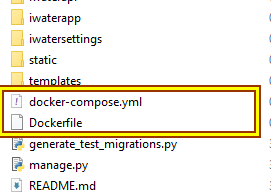 iwaterapp
iwatersettings
static
templates
docker-compose.yml
Dockerfile
generate_test_migrations.py
manage.py
README.md